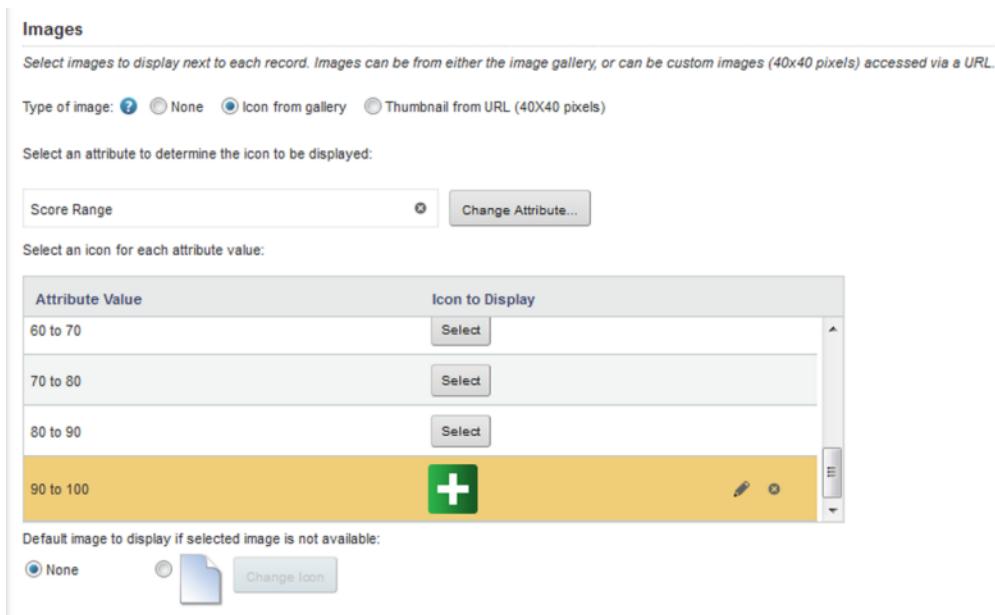 Images
Select images to display next to each record. Images can be from either the image gallery, or can be custom images (40x40 pixels) accessed via a URL.
Type of image: ? None Icon from gallery Thumbnail from URL (40X40 pixels)
Select an attribute to determine the icon to be displayed:
Score Range Change Attribute...
Select an icon for each attribute value:
Attribute Value Icon to Display
60 to 70 Select
70 to 80 Select
80 to 90 Select
90 to 100
Default image to display if selected image is not available:
None Change Icon